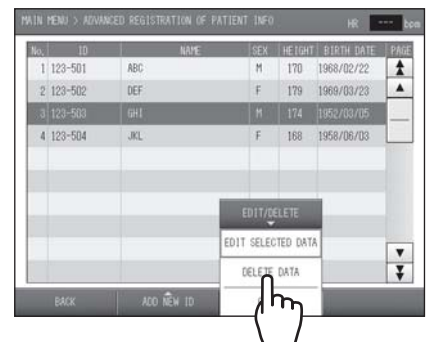 MAIN MENU > ADVANCED REGISTRATION OF PATIENT INFO HR --- bpm
No. ID NAME SEX HEIGHT BIRTH DATE PAGE
1 123-501 ABC M 170 1968/02/22
2 123-502 DEF F 179 1969/03/23
3 123-503 GHI M 174 1952/03/05
4 123-504 JKL F 168 1958/06/03
EDIT/DELETE
EDIT SELECTED DATA
DELETE DATA
BACK ADD NEW ID